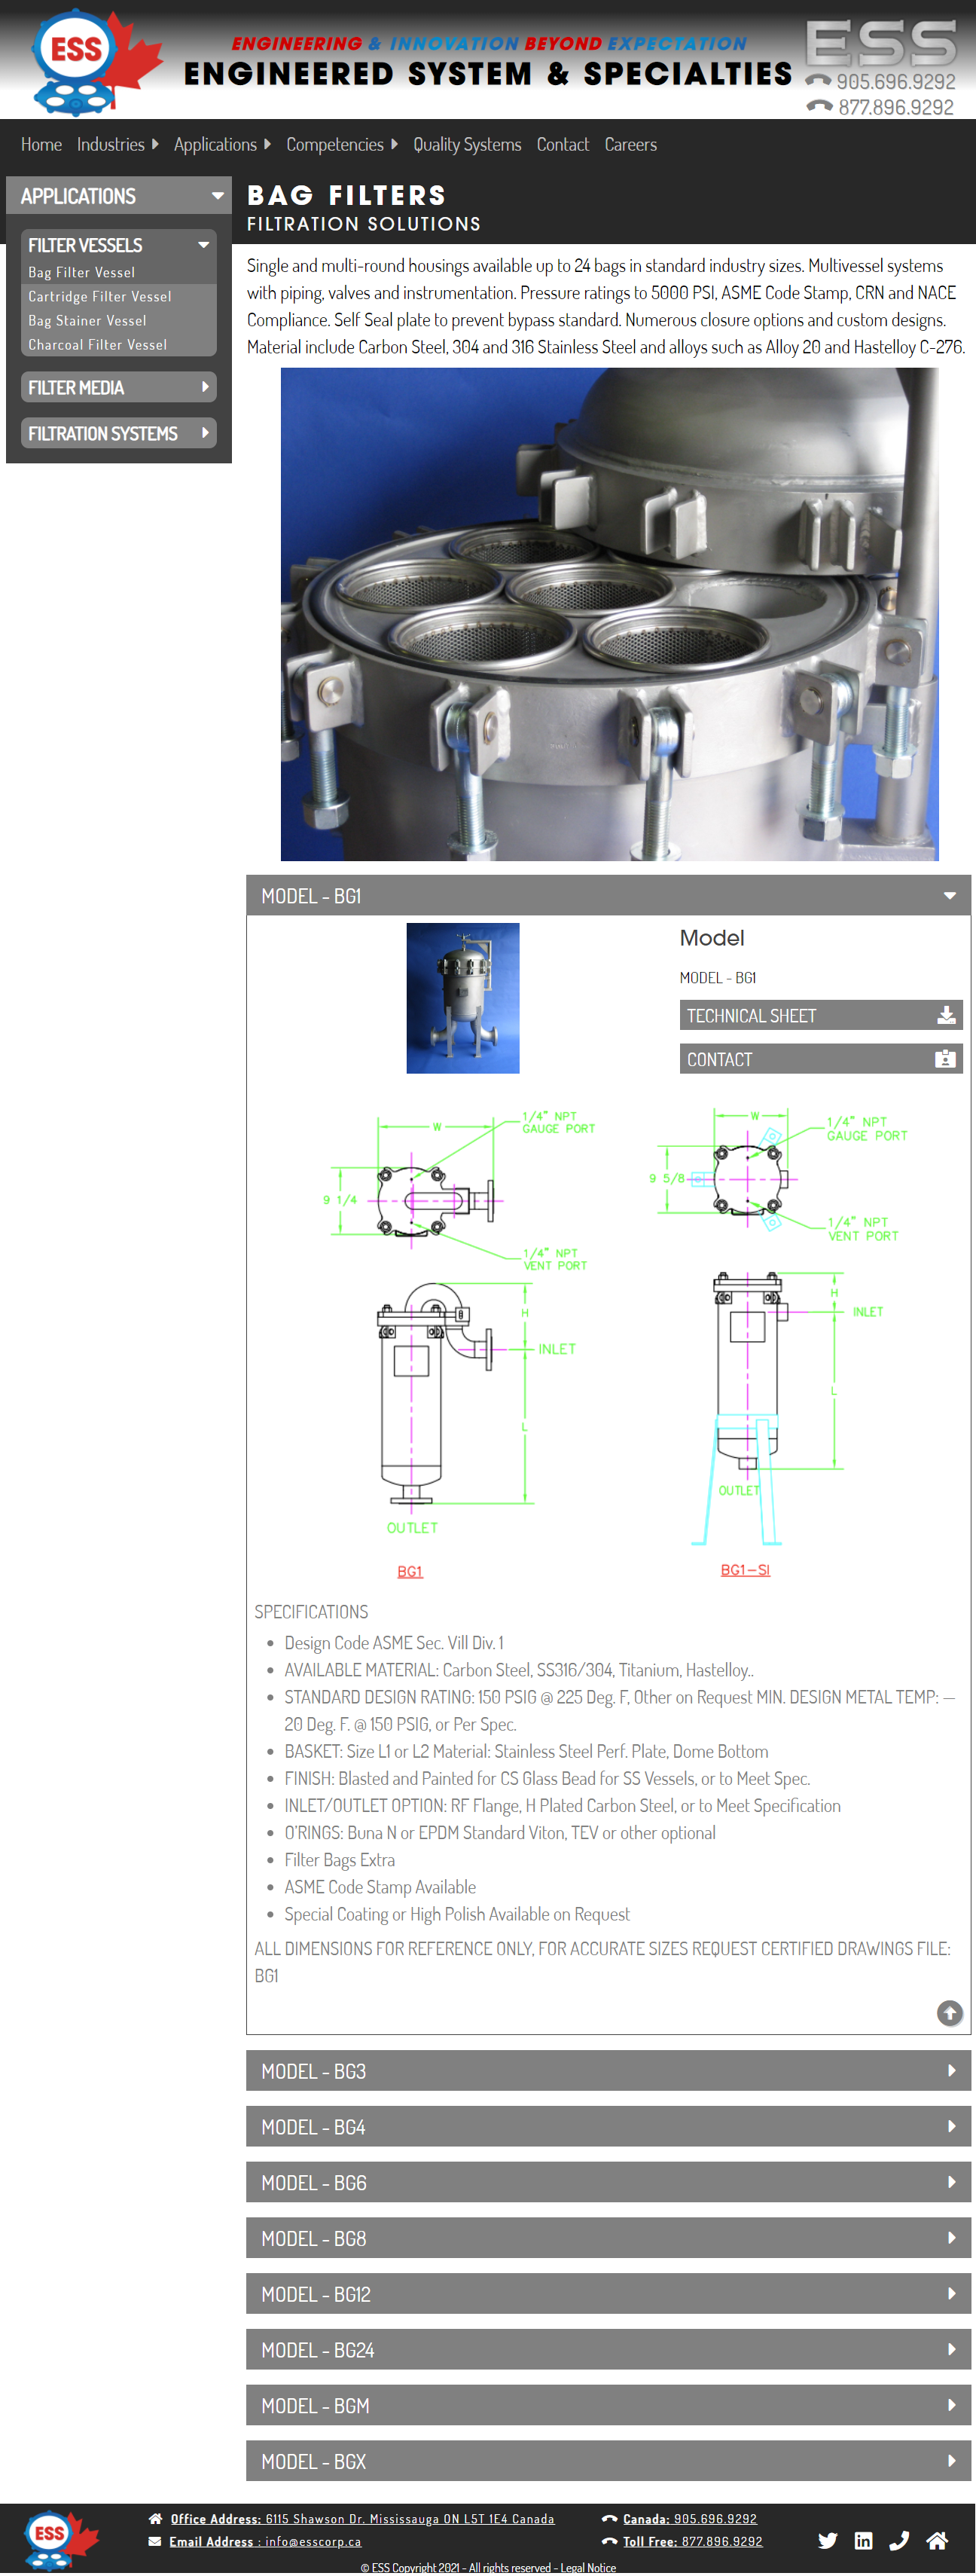 ESS
ENGINEERING & INNOVATION BEYOND EXPECTATION
ENGINEERED SYSTEM & SPECIALTIES
ESS
905.696.9292
877.896.9292
Home Industries Applications Competencies Quality Systems Contact Careers
APPLICATIONS
FILTER VESSELS
Bag Filter Vessel
Cartridge Filter Vessel
Bag Stainer Vessel
Charcoal Filter Vessel
FILTER MEDIA
FILTRATION SYSTEMS
BAG FILTERS
FILTRATION SOLUTIONS
Single and multi-round housings available up to 24 bags in standard industry sizes. Multivessel systems
with piping, valves and instrumentation. Pressure ratings to 5000 PSI, ASME Code Stamp, CRN and NACE
Compliance. Self Seal plate to prevent bypass standard. Numerous closure options and custom designs.
Material include Carbon Steel, 304 and 316 Stainless Steel and alloys such as Alloy 20 and Hastelloy C-276.
MODEL - BG1
Model
MODEL - BG1
TECHNICAL SHEET
CONTACT
W
1/4" NPT
GAUGE PORT
9 1/4
1/4" NPT
VENT PORT
H
INLET
L
OUTLET
BG1
W
1/4" NPT
GAUGE PORT
9 5/8
1/4" NPT
VENT PORT
H
INLET
L
OUTLET
BG1-SI
SPECIFICATIONS
• Design Code ASME Sec. Vill Div. 1
• AVAILABLE MATERIAL: Carbon Steel, SS316/304, Titanium, Hastelloy..
• STANDARD DESIGN RATING: 150 PSIG @ 225 Deg. F, Other on Request MIN. DESIGN METAL TEMP: —
20 Deg. F. @ 150 PSIG, or Per Spec.
• BASKET: Size L1 or L2 Material: Stainless Steel Perf. Plate, Dome Bottom
• FINISH: Blasted and Painted for CS Glass Bead for SS Vessels, or to Meet Spec.
• INLET/OUTLET OPTION: RF Flange, H Plated Carbon Steel, or to Meet Specification
• O'RINGS: Buna N or EPDM Standard Viton, TEV or other optional
• Filter Bags Extra
• ASME Code Stamp Available
• Special Coating or High Polish Available on Request
ALL DIMENSIONS FOR REFERENCE ONLY, FOR ACCURATE SIZES REQUEST CERTIFIED DRAWINGS FILE:
BG1
MODEL - BG3
MODEL - BG4
MODEL - BG6
MODEL - BG8
MODEL - BG12
MODEL - BG24
MODEL - BGM
MODEL - BGX
ESS
Office Address: 6115 Shawson Dr. Mississauga ON L5T 1E4 Canada
Email Address : info@esscorp.ca
Canada: 905.696.9292
Toll Free: 877.896.9292
© ESS Copyright 2021 - All rights reserved - Legal Notice